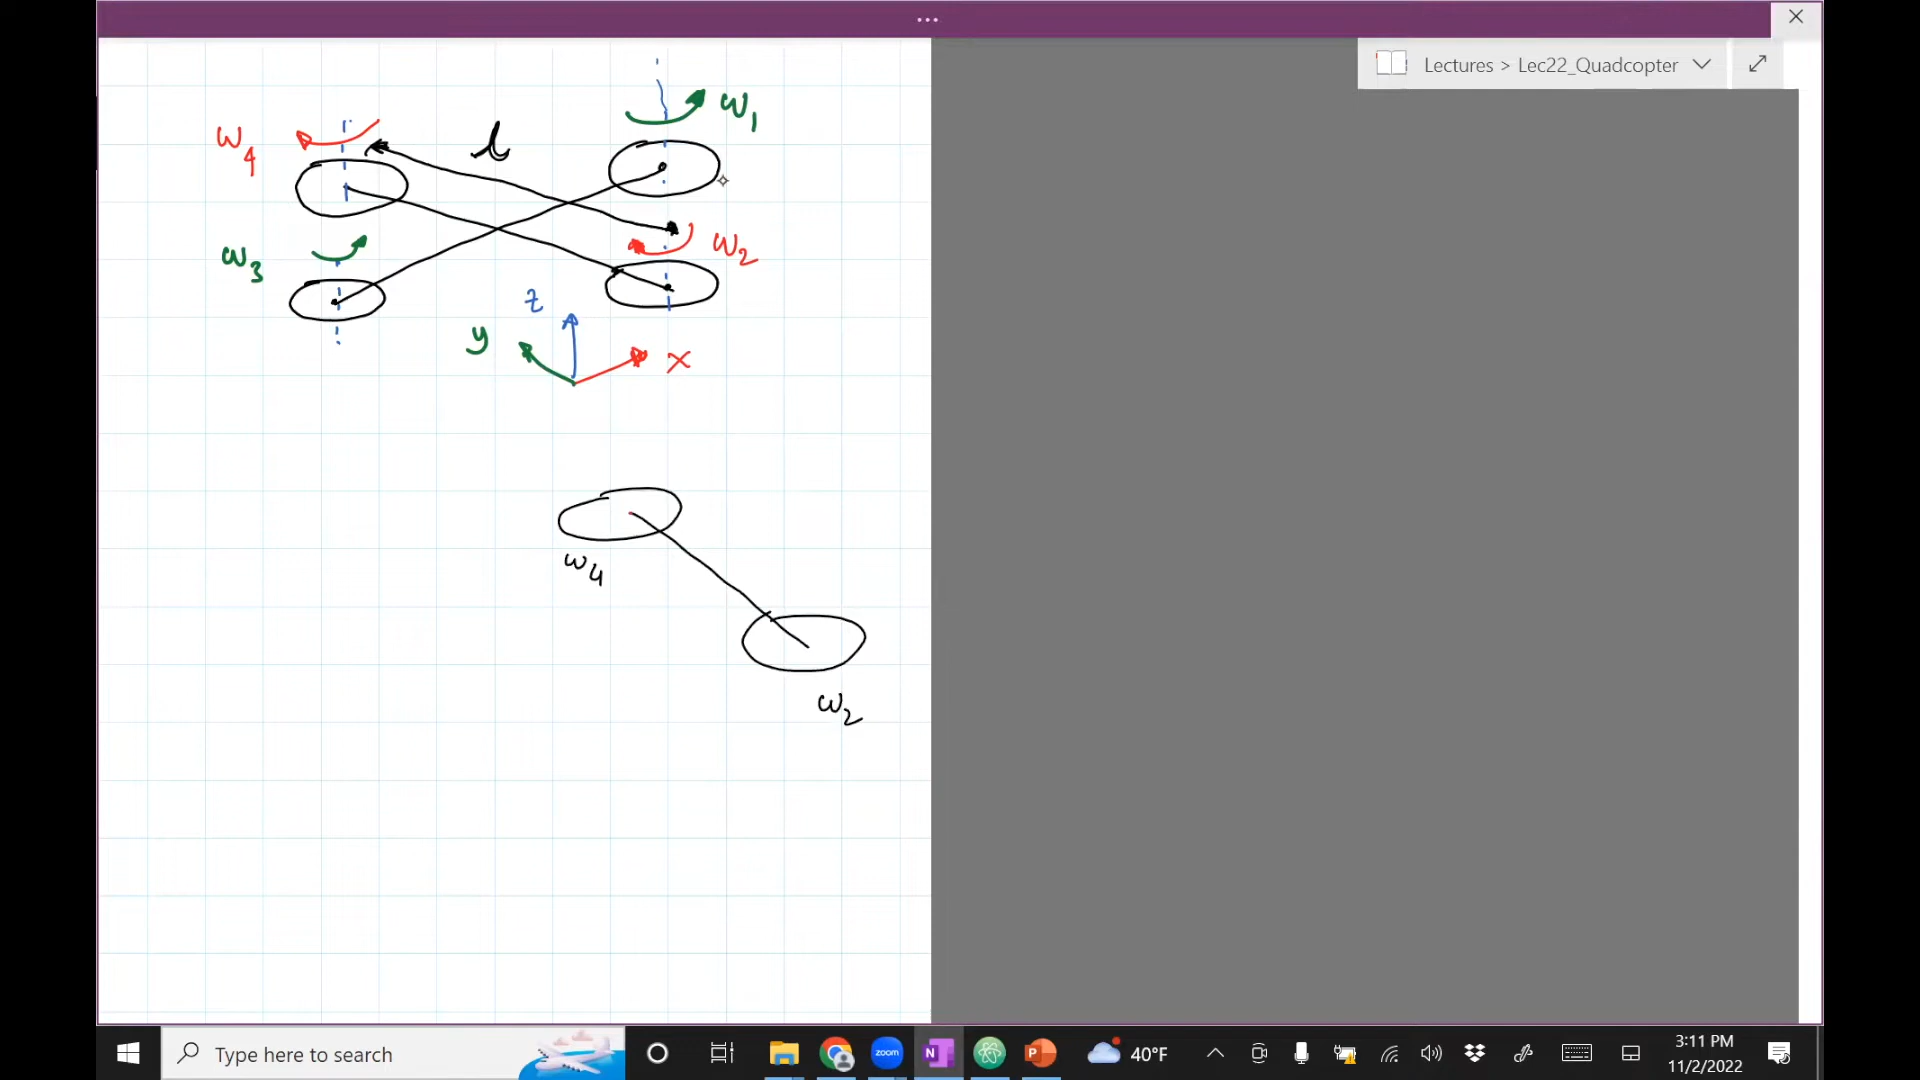 Lectures > Lec22_Quadcopter
ω1
ω4
l
ω2
ω3
z
y
x
ω4
ω2
Type here to search
zoom
N
P
40°F
3:11 PM
11/2/2022